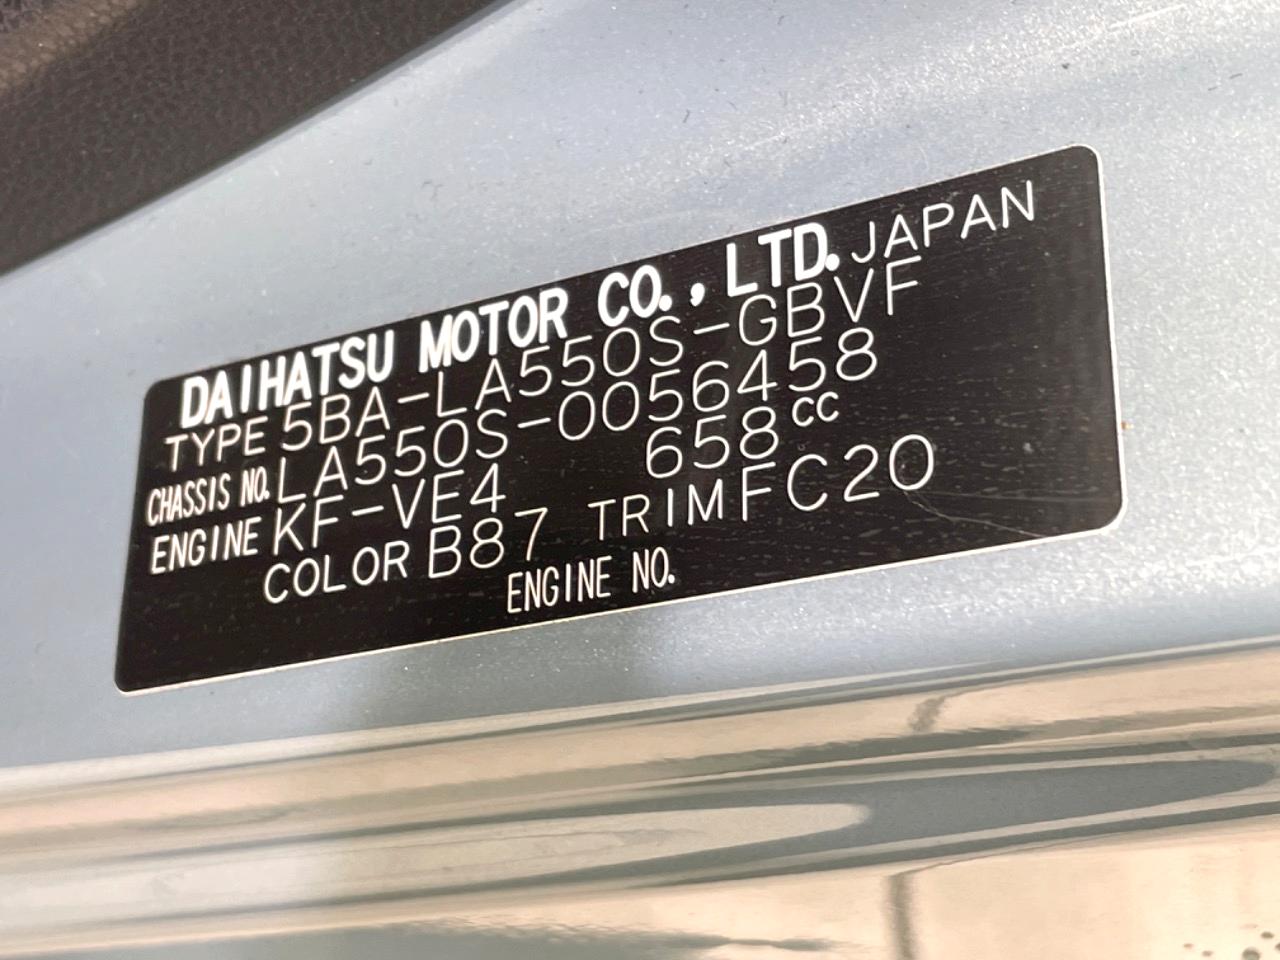 DAIHATSU MOTOR CO., LTD. JAPAN
TYPE 5BA-LA550S-GBVF
CHASSIS NO. LA550S-0056458
ENGINE KF-VE4 658cc
COLOR B87 TRIM FC20
ENGINE NO.